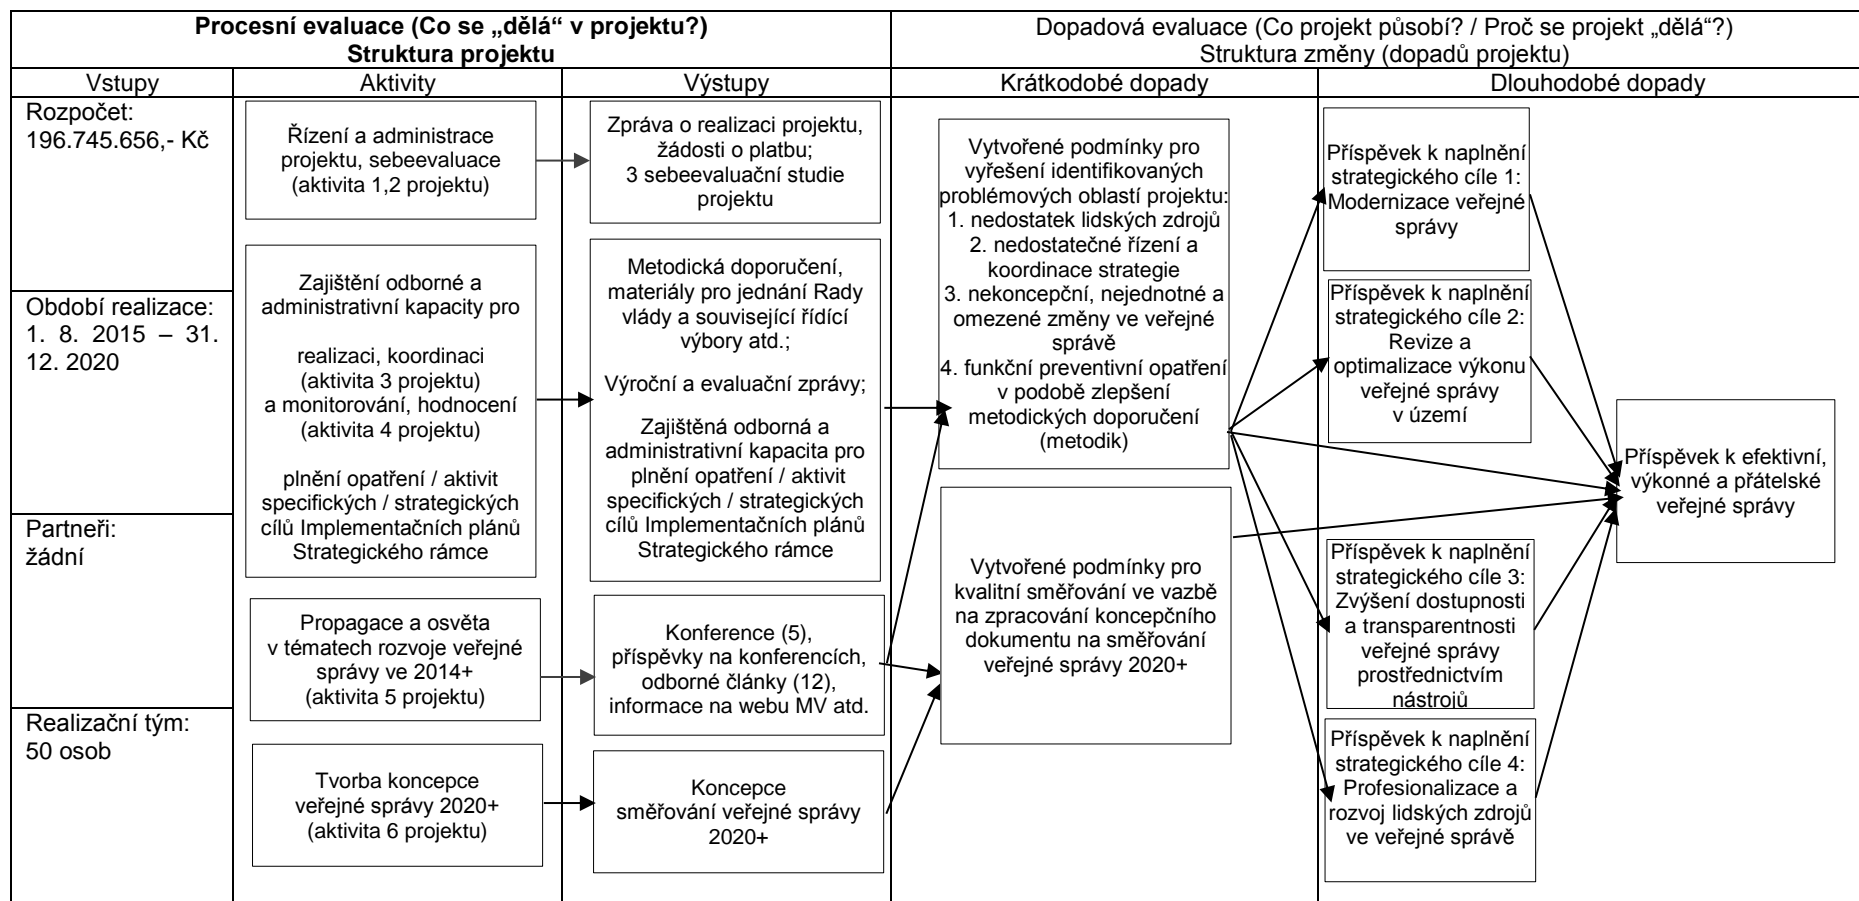 Procesní evaluace (Co se „dělá“ v projektu?)
Struktura projektu
Dopadová evaluace (Co projekt působí? / Proč se projekt „dělá“?)
Struktura změny (dopadů projektu)
Vstupy
Aktivity
Výstupy
Krátkodobé dopady
Dlouhodobé dopady
Rozpočet:
196.745.656,- Kč
Období realizace:
1. 8. 2015 – 31.
12. 2020
Partneři:
žádní
Realizační tým:
50 osob
Řízení a administrace
projektu, sebeevaluace
(aktivita 1,2 projektu)
Zajištění odborné a
administrativní kapacity pro
realizaci, koordinaci
(aktivita 3 projektu)
a monitorování, hodnocení
(aktivita 4 projektu)
plnění opatření / aktivit
specifických / strategických
cílů Implementačních plánů
Strategického rámce
Propagace a osvěta
v tématech rozvoje veřejné
správy ve 2014+
(aktivita 5 projektu)
Tvorba koncepce
veřejné správy 2020+
(aktivita 6 projektu)
Zpráva o realizaci projektu,
žádosti o platbu;
3 sebeevaluační studie
projektu
Metodická doporučení,
materiály pro jednání Rady
vlády a související řídící
výbory atd.;
Výroční a evaluační zprávy;
Zajištěná odborná a
administrativní kapacita pro
plnění opatření / aktivit
specifických / strategických
cílů Implementačních plánů
Strategického rámce
Konference (5),
příspěvky na konferencích,
odborné články (12),
informace na webu MV atd.
Koncepce
směřování veřejné správy
2020+
Vytvořené podmínky pro
vyřešení identifikovaných
problémových oblastí projektu:
1. nedostatek lidských zdrojů
2. nedostatečné řízení a
koordinace strategie
3. nekoncepční, nejednotné a
omezené změny ve veřejné
správě
4. funkční preventivní opatření
v podobě zlepšení
metodických doporučení
(metodik)
Vytvořené podmínky pro
kvalitní směřování ve vazbě
na zpracování koncepčního
dokumentu na směřování
veřejné správy 2020+
Příspěvek k naplnění
strategického cíle 1:
Modernizace veřejné
správy
Příspěvek k naplnění
strategického cíle 2:
Revize a
optimalizace výkonu
veřejné správy
v území
Příspěvek k naplnění
strategického cíle 3:
Zvýšení dostupnosti
a transparentnosti
veřejné správy
prostřednictvím
nástrojů
Příspěvek k naplnění
strategického cíle 4:
Profesionalizace a
rozvoj lidských zdrojů
ve veřejné správě
Příspěvek k efektivní,
výkonné a přátelské
veřejné správy